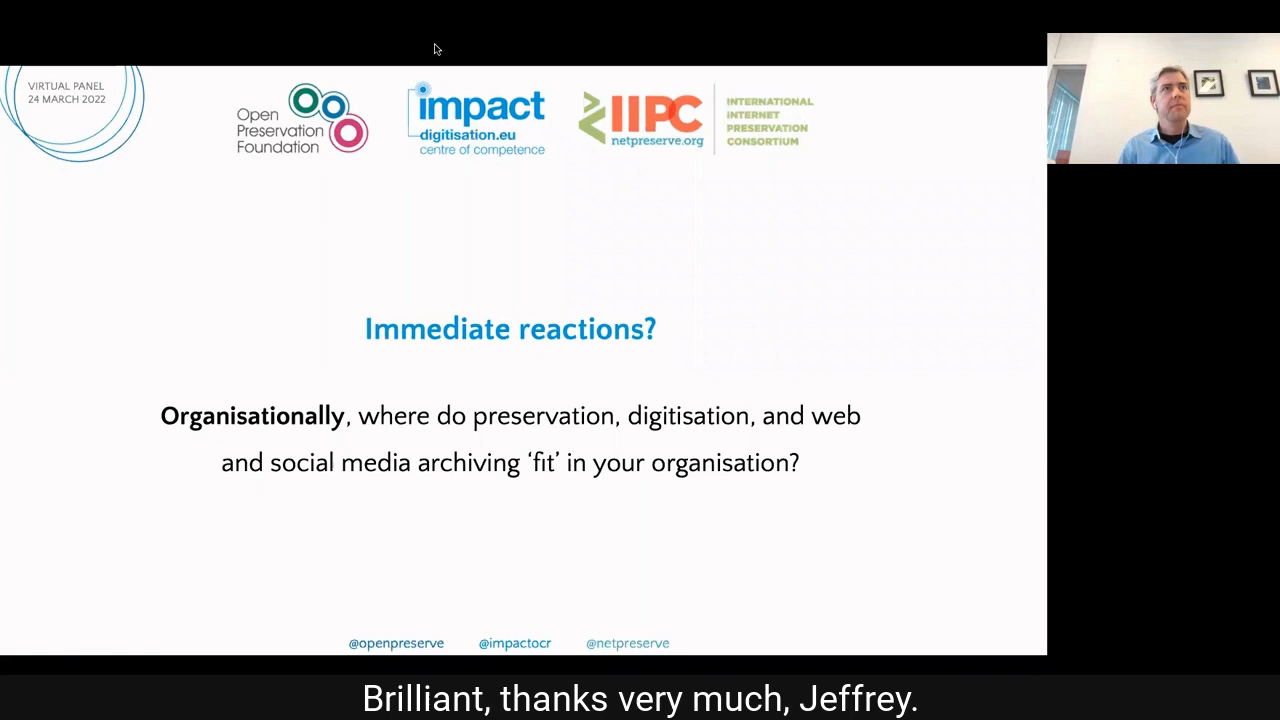 VIRTUAL PANEL
24 MARCH 2022
Open
Preservation
Foundation
impact
digitisation.eu
centre of competence
IIPC
netpreserve.org
INTERNATIONAL
INTERNET
PRESERVATION
CONSORTIUM
Immediate reactions?
Organisationally, where do preservation, digitisation, and web
and social media archiving ‘fit’ in your organisation?
@openpreserve @impactocr @netpreserve
Brilliant, thanks very much, Jeffrey.